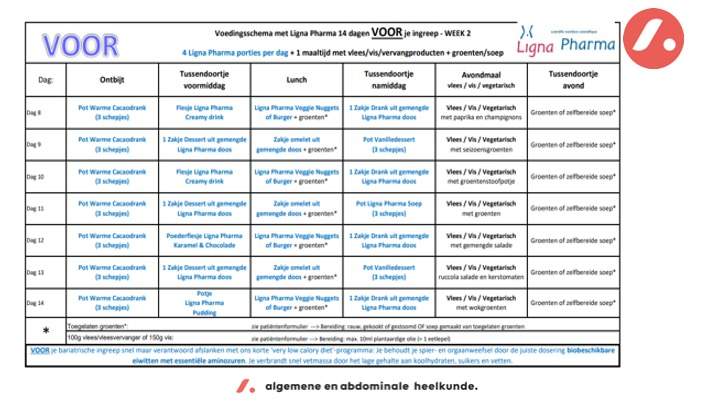 VOOR
Voedingsschema met Ligna Pharma 14 dagen VOOR je ingreep - WEEK 2
4 Ligna Pharma porties per dag + 1 maaltijd met vlees/vis/vervangproducten + groenten/soep
Ligna Pharma
Dag:
Ontbijt
Tussendoortje
voormiddag
Lunch
Tussendoortje
namiddag
Avondmaal
vlees / vis / vegetarisch
Tussendoortje
avond
Dag 8
Pot Warme Cacaodrank
(3 schepjes)
Flesje Ligna Pharma
Creamy drink
Ligna Pharma Veggie Nuggets
of Burger + groenten*
1 Zakje Drank uit gemengde
Ligna Pharma doos
Vlees / Vis / Vegetarisch
met paprika en champignons
Groenten of zelfbereide soep*
Dag 9
Pot Warme Cacaodrank
(3 schepjes)
1 Zakje Dessert uit gemengde
Ligna Pharma doos
Zakje omelet uit
gemengde doos + groenten*
Pot Vanilledessert
(3 schepjes)
Vlees / Vis / Vegetarisch
met seizoensgroenten
Groenten of zelfbereide soep*
Dag 10
Pot Warme Cacaodrank
(3 schepjes)
Flesje Ligna Pharma
Creamy drink
Ligna Pharma Veggie Nuggets
of Burger + groenten*
1 Zakje Drank uit gemengde
Ligna Pharma doos
Vlees / Vis / Vegetarisch
met groentenstoofpotje
Groenten of zelfbereide soep*
Dag 11
Pot Warme Cacaodrank
(3 schepjes)
1 Zakje Dessert uit gemengde
Ligna Pharma doos
Zakje omelet uit
gemengde doos + groenten*
Pot Ligna Pharma Soep
(3 schepjes)
Vlees / Vis / Vegetarisch
met groenten
Groenten of zelfbereide soep*
Dag 12
Pot Warme Cacaodrank
(3 schepjes)
Poederflesje Ligna Pharma
Karamel & Chocolade
Ligna Pharma Veggie Nuggets
of Burger + groenten*
1 Zakje Drank uit gemengde
Ligna Pharma doos
Vlees / Vis / Vegetarisch
met gemengde salade
Groenten of zelfbereide soep*
Dag 13
Pot Warme Cacaodrank
(3 schepjes)
1 Zakje Dessert uit gemengde
Ligna Pharma doos
Zakje omelet uit
gemengde doos + groenten*
Pot Vanilledessert
(3 schepjes)
Vlees / Vis / Vegetarisch
ruccola salade en kerstomaten
Groenten of zelfbereide soep*
Dag 14
Pot Warme Cacaodrank
(3 schepjes)
Potje
Ligna Pharma
Pudding
Ligna Pharma Veggie Nuggets
of Burger + groenten*
1 Zakje Drank uit gemengde
Ligna Pharma doos
Vlees / Vis / Vegetarisch
met wokgroenten
Groenten of zelfbereide soep*
*
Toegelaten groenten*: zie patiëntenformulier ---> Bereiding: rauw, gekookt of gestoomd OF soep gemaakt van toegelaten groenten
100g vlees/vleesvervanger of 150g vis: zie patiëntenformulier ---> Bereiding: max. 10ml plantaardige olie (= 1 eetlepel)
VOOR je bariatrische ingreep snel maar verantwoord afslanken met ons korte 'very low calory diet'-programma: Je behoudt je spier- en orgaanweefsel door de juiste dosering biobeschikbare
eiwitten met essentiële aminozuren. Je verbrandt snel vetmassa door het lage gehalte aan koolhydraten, suikers en vetten.
algemene en abdominale heelkunde.